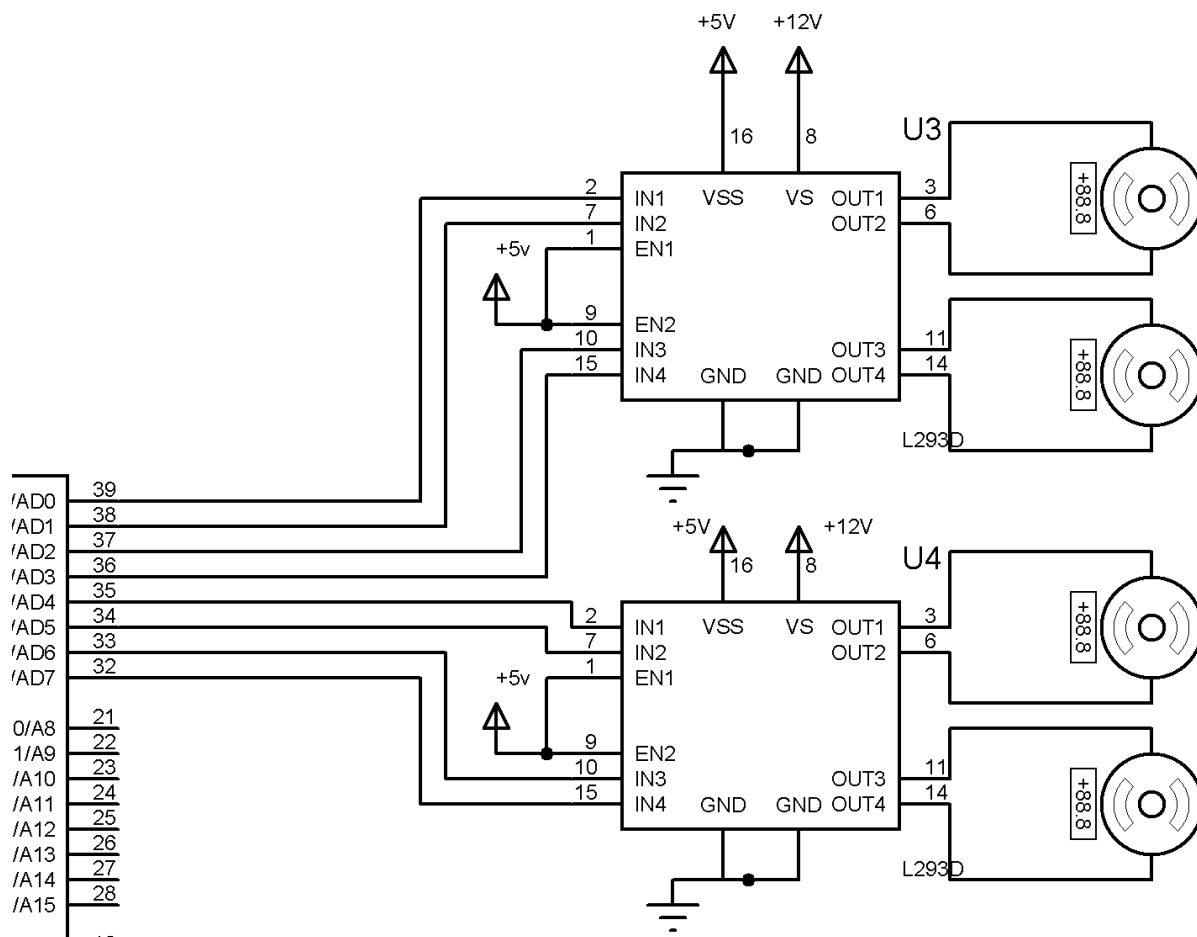 +5V +12V
16 8
U3
2 IN1 VSS VS OUT1 3
7 IN2 OUT2 6
1 EN1
+88.8
+5v
9 EN2
10 IN3 OUT3 11
15 IN4 GND GND OUT4 14
+88.8
L293D
/AD0 39
/AD1 38
/AD2 37
/AD3 36
/AD4 35
/AD5 34
/AD6 33
/AD7 32
0/A8 21
1/A9 22
/A10 23
/A11 24
/A12 25
/A13 26
/A14 27
/A15 28
+5V +12V
16 8
U4
2 IN1 VSS VS OUT1 3
7 IN2 OUT2 6
1 EN1
+88.8
+5v
9 EN2
10 IN3 OUT3 11
15 IN4 GND GND OUT4 14
+88.8
L293D